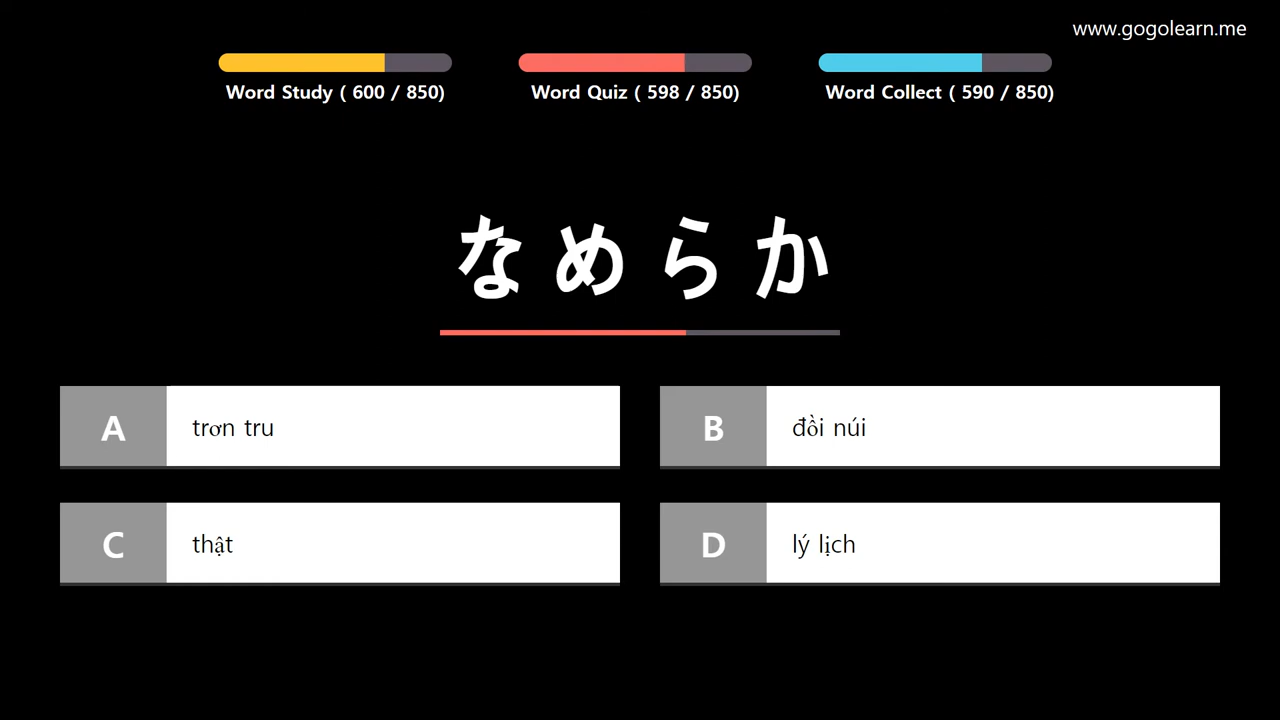 www.gogolearn.me
Word Study ( 600 / 850)
Word Quiz ( 598 / 850)
Word Collect ( 590 / 850)
なめらか
A trơn tru
B đồi núi
C thật
D lý lịch